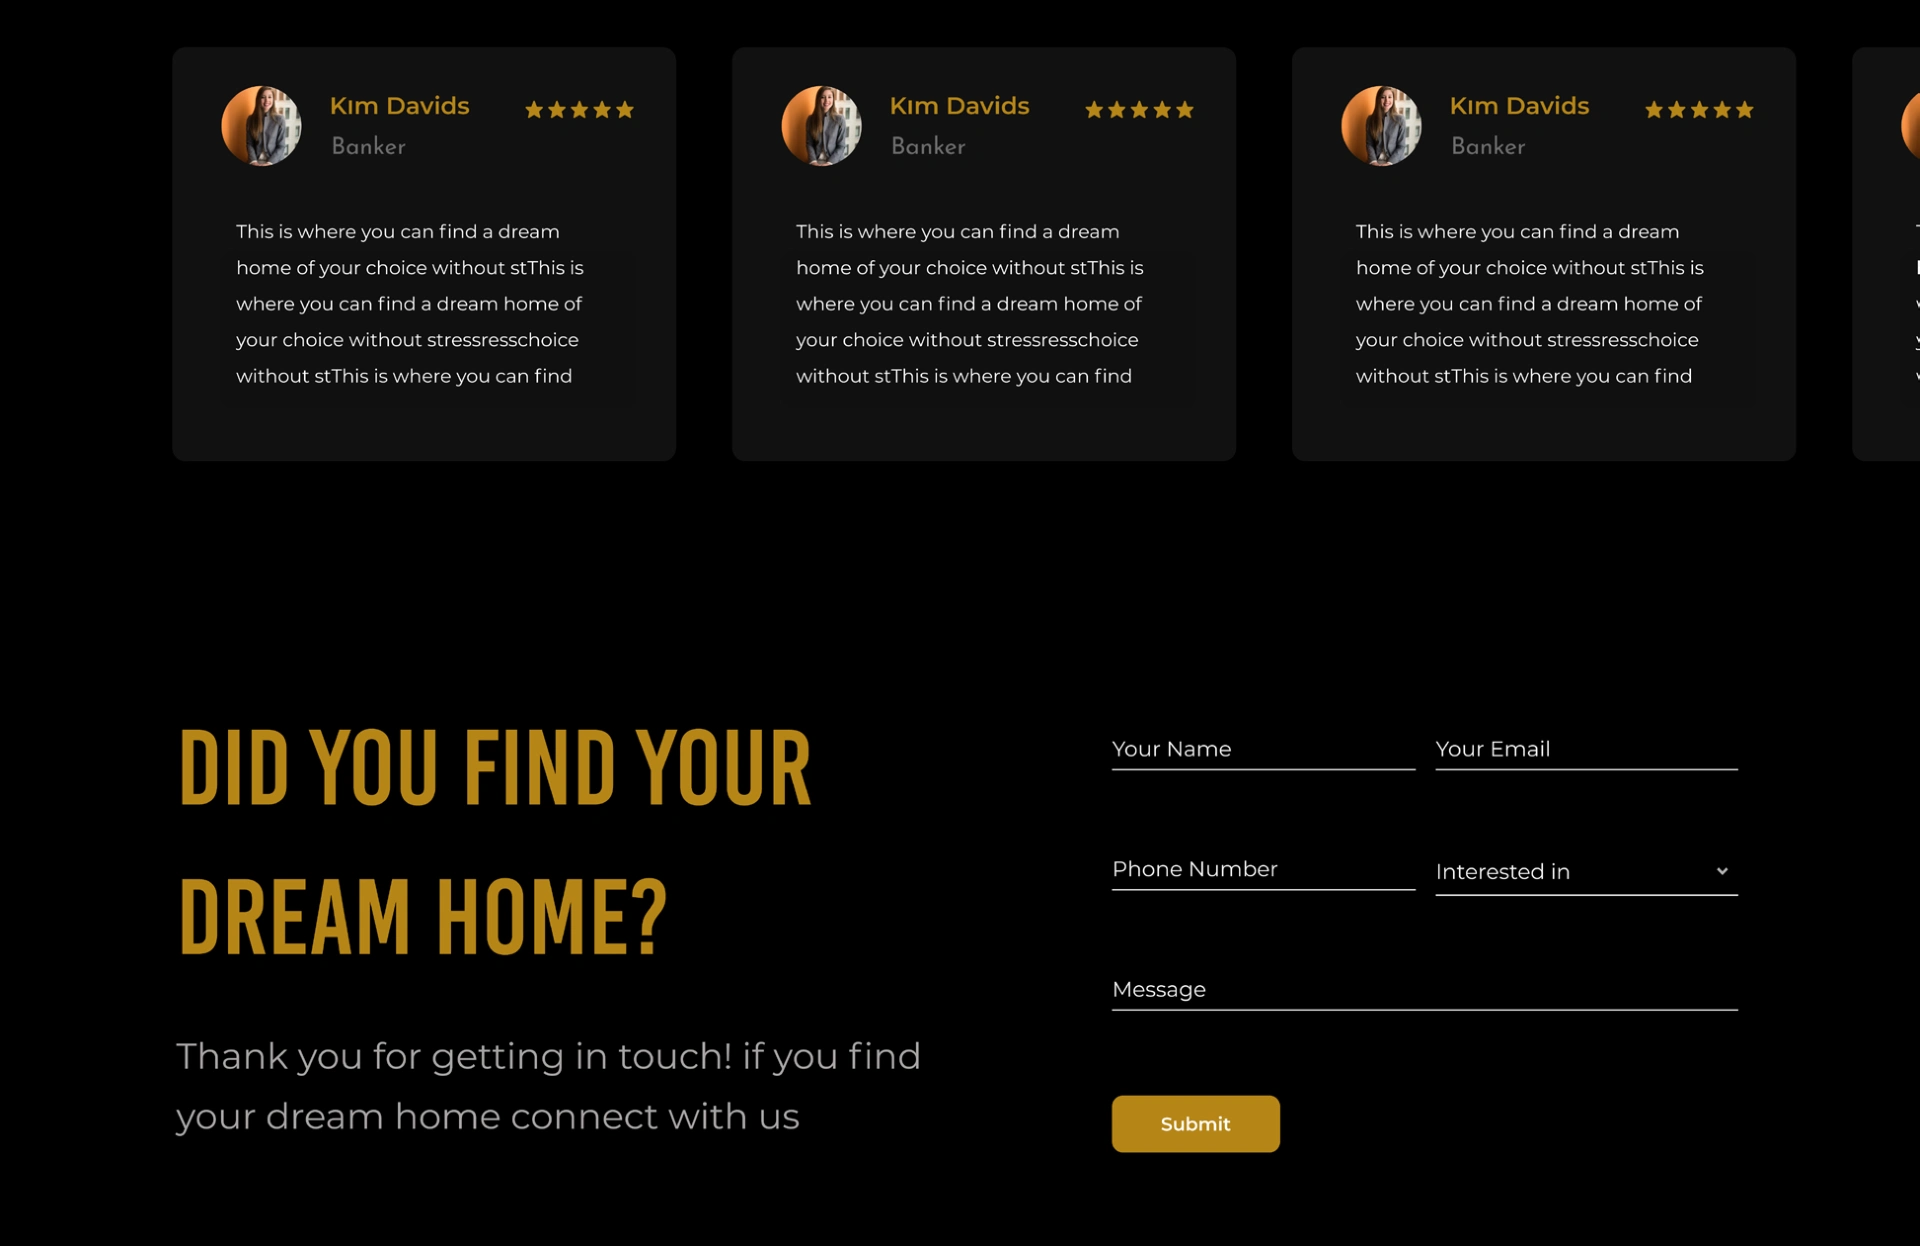 Kım Davids
Banker
This is where you can find a dream
home of your choice without stThis is
where you can find a dream home of
your choice without stressresschoice
without stThis is where you can find
Kım Davids
Banker
This is where you can find a dream
home of your choice without stThis is
where you can find a dream home of
your choice without stressresschoice
without stThis is where you can find
Kım Davids
Banker
This is where you can find a dream
home of your choice without stThis is
where you can find a dream home of
your choice without stressresschoice
without stThis is where you can find
DID YOU FIND YOUR
DREAM HOME?
Thank you for getting in touch! if you find
your dream home connect with us
Your Name
Your Email
Phone Number
Interested in
Message
Submit